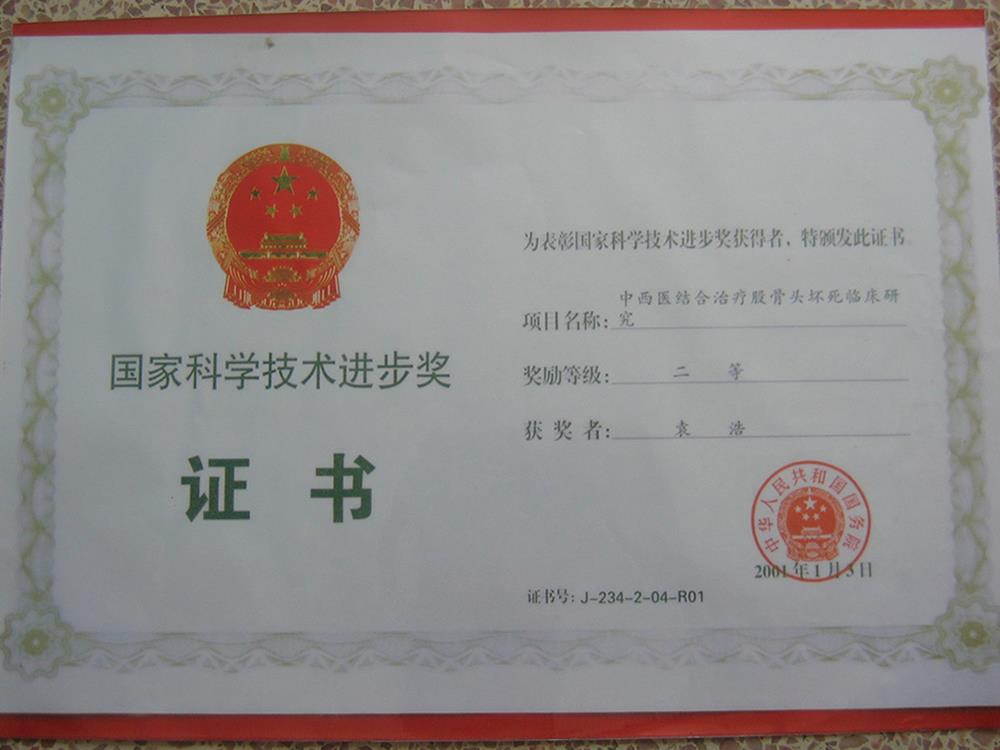 国家科学技术进步奖
证 书
为表彰国家科学技术进步奖获得者，特颁发此证书
中西医结合治疗股骨头坏死临床研
项目名称：究
奖励等级： 二 等
获 奖 者： 袁 浩
中华人民共和国国务院
2001年1月3日
证书号：J-234-2-04-R01